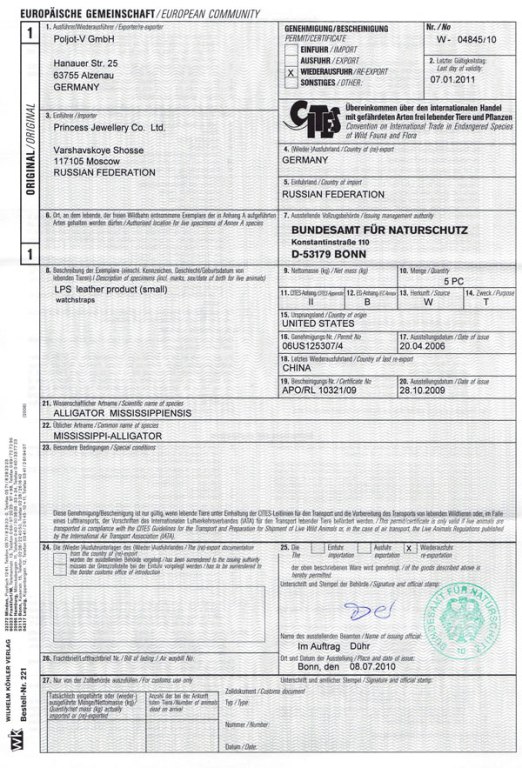 EUROPÄISCHE GEMEINSCHAFT / EUROPEAN COMMUNITY
1
ORIGINAL / ORIGINAL
1
1. Ausführer/Wiederausführer / Exporter/re-exporter
Poljot-V GmbH
Hanauer Str. 25
63755 Alzenau
GERMANY
GENEHMIGUNG/BESCHEINIGUNG
PERMIT/CERTIFICATE
EINFUHR / IMPORT
AUSFUHR / EXPORT
X WIEDERAUSFUHR / RE-EXPORT
SONSTIGES / OTHER:
Nr. / No
W - 04845/10
2. Letzter Gültigkeitstag:
Last day of validity:
07.01.2011
CITES
Übereinkommen über den internationalen Handel
mit gefährdeten Arten frei lebender Tiere und Pflanzen
Convention on International Trade in Endangered Species
of Wild Fauna and Flora
3. Einführer / Importer
Princess Jewellery Co. Ltd.
Varshavskoye Shosse
117105 Moscow
RUSSIAN FEDERATION
4. (Wieder-)Ausfuhrland / Country of (re)-export
GERMANY
5. Einfuhrland / Country of import
RUSSIAN FEDERATION
6. Ort, an dem lebende, der freien Wildbahn entnommene Exemplare der in Anhang A aufgeführten
Arten gehalten werden dürfen / Authorised location for live specimens of Annex A species
7. Ausstellende Vollzugsbehörde / Issuing management authority
BUNDESAMT FÜR NATURSCHUTZ
Konstantinstraße 110
D-53179 BONN
8. Beschreibung der Exemplare (einschl. Kennzeichen, Geschlecht/Geburtsdatum von
lebenden Tieren) / Description of specimens (incl. marks, sex/date of birth for live animals)
LPS leather product (small)
watchstraps
9. Nettomasse (kg) / Net mass (kg)
10. Menge / Quantity
5 PC
11. CITES-Anhang / CITES Appendix
II
12. EG-Anhang / EC Annex
B
13. Herkunft / Source
W
14. Zweck / Purpose
T
15. Ursprungsland / Country of origin
UNITED STATES
16. Genehmigungs-Nr. / Permit No
06US125307/4
17. Ausstellungsdatum / Date of issue
20.04.2006
18. Letztes Wiederausfuhrland / Country of last re-export
CHINA
19. Bescheinigungs-Nr. / Certificate No
APO/RL 10321/09
20. Ausstellungsdatum / Date of issue
28.10.2009
21. Wissenschaftlicher Artname / Scientific name of species
ALLIGATOR MISSISSIPPIENSIS
22. Üblicher Artname / Common name of species
MISSISSIPPI-ALLIGATOR
23. Besondere Bedingungen / Special conditions
Diese Genehmigung/Bescheinigung ist nur gültig, wenn lebende Tiere unter Einhaltung der CITES-Leitlinien für den Transport und die Vorbereitung des Transports von lebenden Wildtieren oder, im Falle
eines Lufttransports, der Vorschriften des Internationalen Luftverkehrsverbandes (IATA) für den Transport lebender Tiere befördert werden. / This permit/certificate is only valid if live animals are
transported in compliance with the CITES Guidelines for the Transport and Preparation for Shipment of Live Wild Animals or, in the case of air transport, the Live Animals Regulations published
by the International Air Transport Association (IATA).
24. Die (Wieder-)Ausfuhrunterlagen des (Wieder-)Ausfuhrlandes / The (re)-export documentation
from the country of (re)-export
wurden der ausstellenden Behörde vorgelegt / has been surrendered to the issuing authority
müssen der Grenzzollstelle bei der Einfuhr vorgelegt werden / has to be surrendered to
the border customs office of introduction
25. Die
The
Einfuhr
importation
Ausfuhr
exportation
X Wiederausfuhr
re-exportation
der oben beschriebenen Ware wird genehmigt. / of the goods described above is
hereby permitted.
Unterschrift und Stempel der Behörde / Signature and official stamp:
BUNDESAMT FÜR NATURSCHUTZ
Name des ausstellenden Beamten / Name of issuing official:
Im Auftrag Dühr
Ort und Datum der Ausstellung / Place and date of issue:
Bonn, den 08.07.2010
26. Frachtbrief/Luftfrachtbrief Nr. / Bill of lading / Air waybill No:
27. Nur von der Zollbehörde auszufüllen / For customs use only
Tatsächlich eingeführte oder (wieder-)
ausgeführte Menge/Nettomasse (kg) /
Quantity/net mass (kg) actually
imported or (re)-exported
Anzahl der bei der Ankunft
toten Tiere / Number of animals
dead on arrival
Unterschrift und amtlicher Stempel / Signature and official stamp:
Zolldokument / Customs document
Typ / Type:
Nummer / Number:
Datum / Date:
WILHELM KÖHLER VERLAG
Bestell-Nr. 221
wk